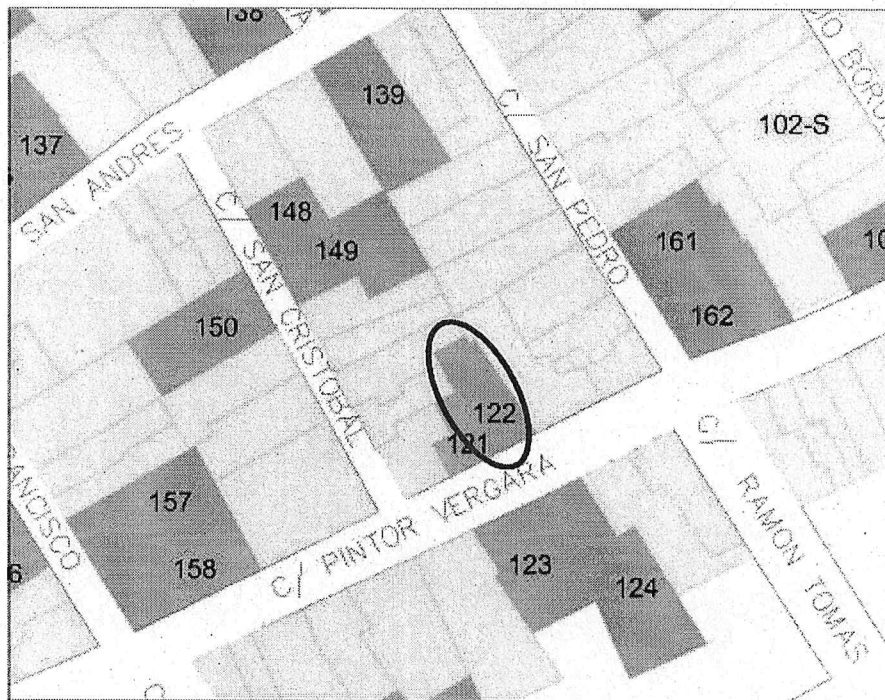 138
139
137
102-S
SAN ANDRES
C/ SAN PEDRO
148
149
161
150
C/ SAN CRISTOBAL
162
122
121
C/ PINTOR VERGARA
157
158
123
124
C/ RAMON TOMAS